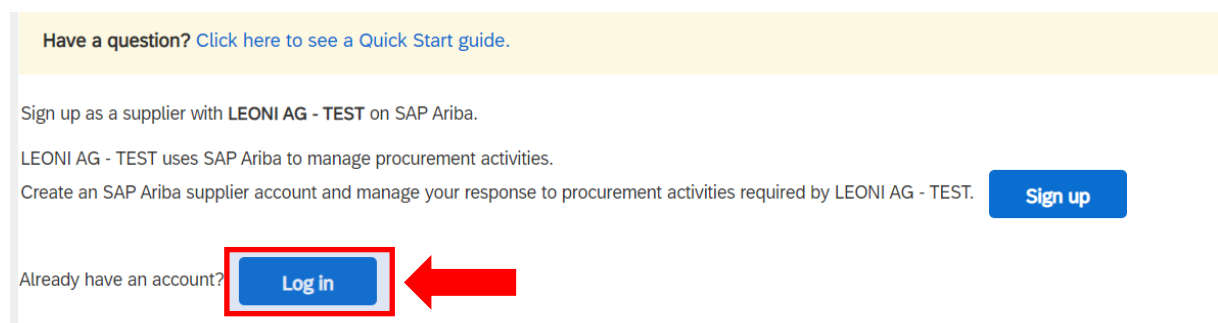 Have a question? Click here to see a Quick Start guide.
Sign up as a supplier with LEONI AG - TEST on SAP Ariba.
LEONI AG - TEST uses SAP Ariba to manage procurement activities.
Create an SAP Ariba supplier account and manage your response to procurement activities required by LEONI AG - TEST. Sign up
Already have an account? Log in